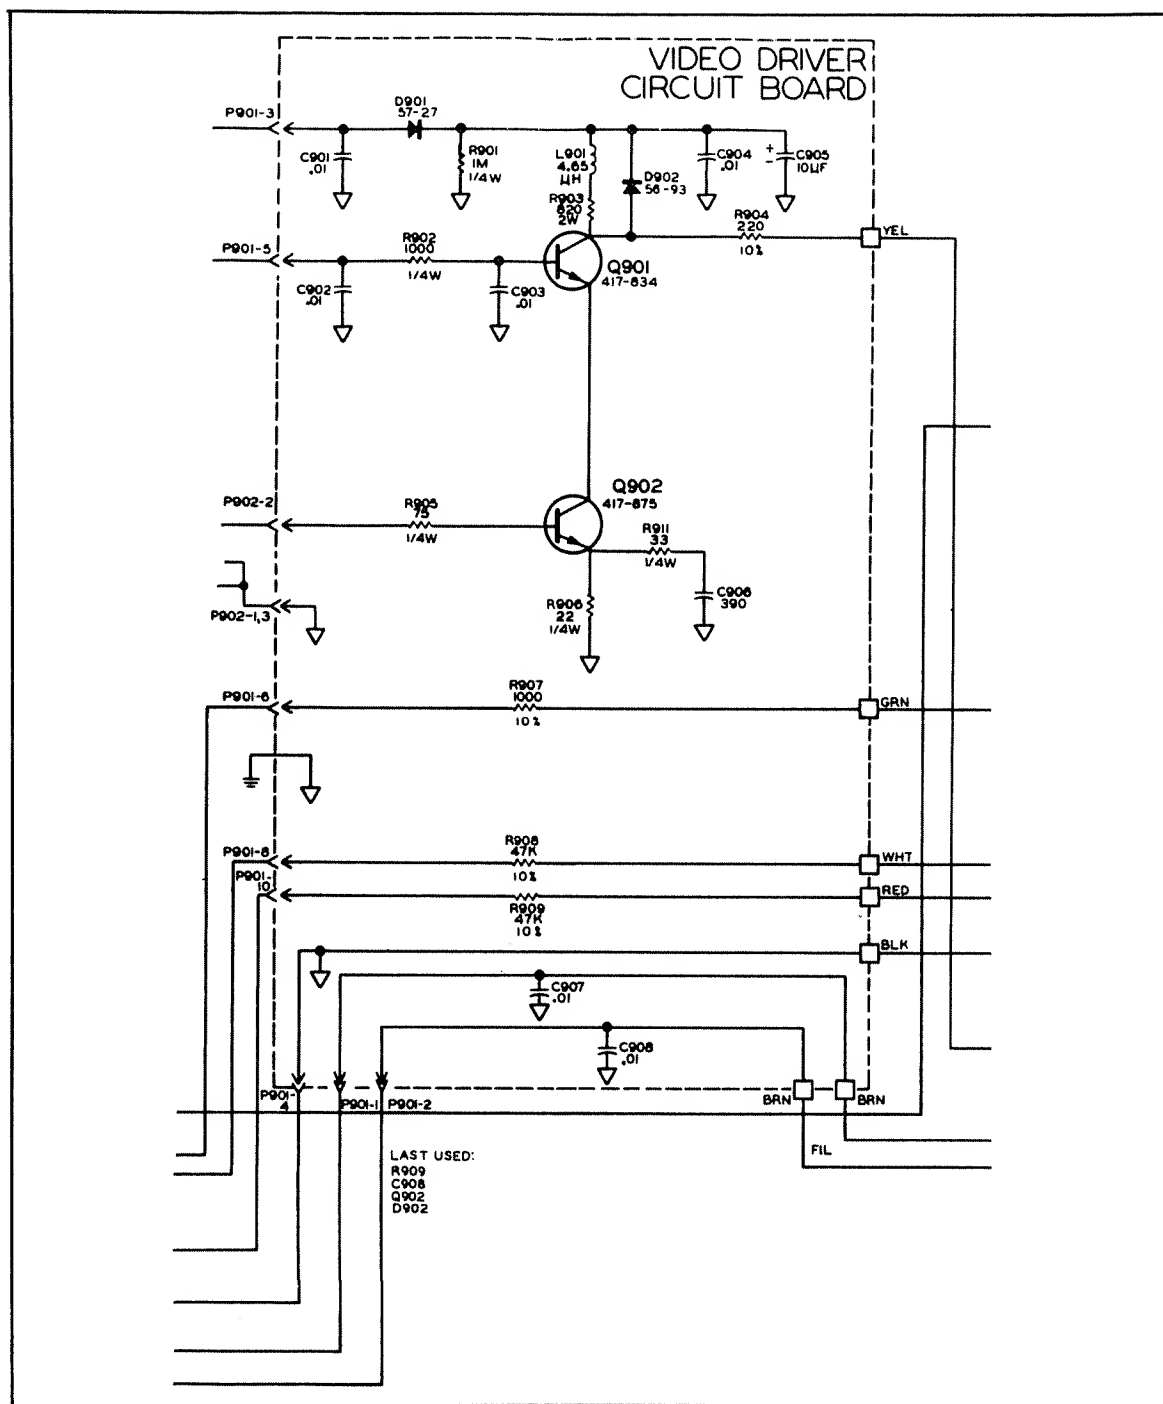 VIDEO DRIVER
CIRCUIT BOARD
P901-3
D901
57-27
C901
.01
R901
1M
1/4W
L901
4.65
µH
R903
820
2W
D902
56-93
C904
.01
+
-
C905
10µF
R904
220
10%
YEL
P901-5
R902
1000
1/4W
C902
.01
C903
.01
Q901
417-834
P902-2
R905
75
1/4W
Q902
417-875
R911
33
1/4W
C906
390
R906
22
1/4W
P902-1,3
P901-6
R907
1000
10%
GRN
P901-8
R908
47K
10%
WHT
P901-
10
R909
47K
10%
RED
BLK
C907
.01
C908
.01
P901-
4
P901-1
P901-2
BRN
BRN
FIL
LAST USED:
R909
C908
Q902
D902